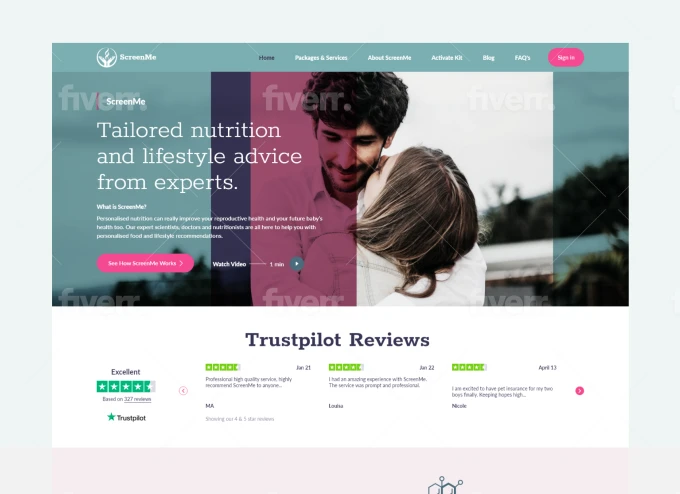 ScreenMe
Home
Packages & Services
About ScreenMe
Activate Kit
Blog
FAQ's
Sign in
fiverr. fiverr. fiverr.
ScreenMe
Tailored nutrition
and lifestyle advice
from experts.
What is ScreenMe?
Personalised nutrition can really improve your reproductive health and your future baby's
health too. Our expert scientists, doctors and nutritionists are all here to help you with
personalised food and lifestyle recommendations.
See How ScreenMe Works
Watch Video
1 min
fiverr. fiverr. fiverr.
Trustpilot Reviews
Excellent
Based on 327 reviews
Trustpilot
Jan 21
Professional high quality service, highly
recommend ScreenMe to anyone...
MA
Showing our 4 & 5 star reviews
Jan 22
I had an amazing experience with ScreenMe.
The service was prompt and professional.
Louisa
April 13
I am excited to have pet insurance for my two
boys finally. Keeping hopes high...
Nicole